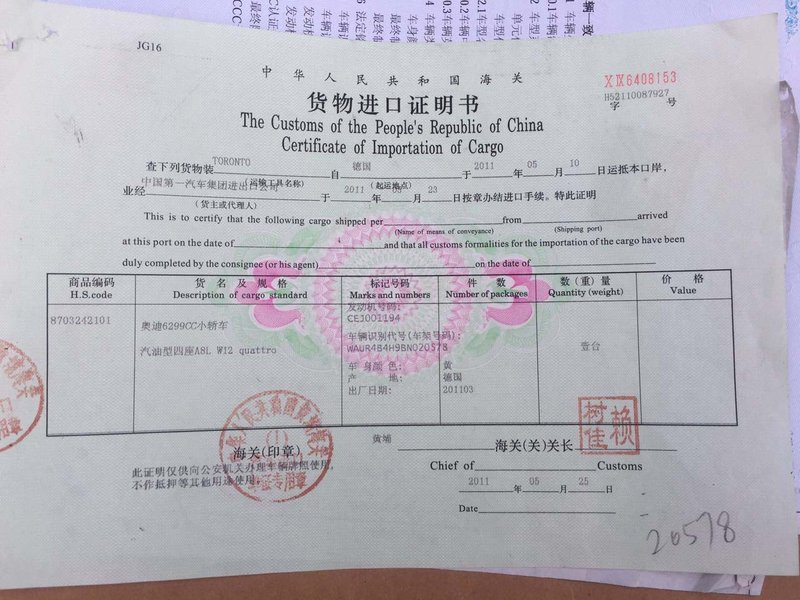 JG16
中华人民共和国海关
货物进口证明书
The Customs of the People's Republic of China
Certificate of Importation of Cargo
XⅨ6408153
H52110087927
字 号
查下列货物装 TORONTO 自 德国 于 2011 年 05 月 10 日运抵本口岸,
(运输工具名称) (起运地点)
业经 中国第一汽车集团进出口公司 于 2011 年 月 23 日按章办结进口手续。特此证明
(货主或代理人)
This is to certify that the following cargo shipped per from arrived
(Name of means of conveyance) (Shipping port)
at this port on the date of and that all customs formalities for the importation of the cargo have been
duly completed by the consignee (or his agent) on the date of
商品编码 货名及规格 标记号码 件数 数(重)量 价格
H.S.code Description of cargo standard Marks and numbers Number of packages Quantity (weight) Value
8703242101
奥迪6299CC小轿车
汽油型四座A8L W12 quattro
发动机号码:
CEJ001194
车辆识别代号(车架号码):
WAUR4B4H9BN020578
车身颜色: 黄
产地: 德国
出厂日期: 201103
壹台
海关(印章)
黄埔 海关(关)关长
赖树佳
Chief of Customs
此证明仅供向公安机关办理车辆牌照使用,
不作抵押等其他用途使用。
2011 年 05 月 25 日
Date
20578